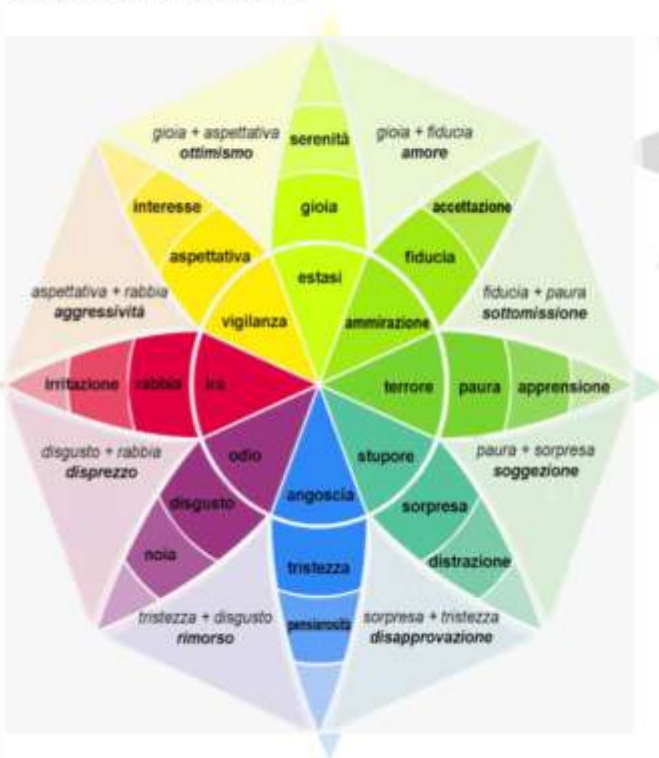 gioia + aspettativa
ottimismo
serenità
gioia + fiducia
amore
interesse
gioia
accettazione
aspettativa
fiducia
estasi
aspettativa + rabbia
aggressività
vigilanza
ammirazione
fiducia + paura
sottomissione
irritazione
rabbia
ira
terrore
paura
apprensione
disgusto + rabbia
disprezzo
odio
stupore
paura + sorpresa
soggezione
disgusto
angoscia
sorpresa
noia
tristezza
distrazione
tristezza + disgusto
rimorso
pensierosità
sorpresa + tristezza
disapprovazione